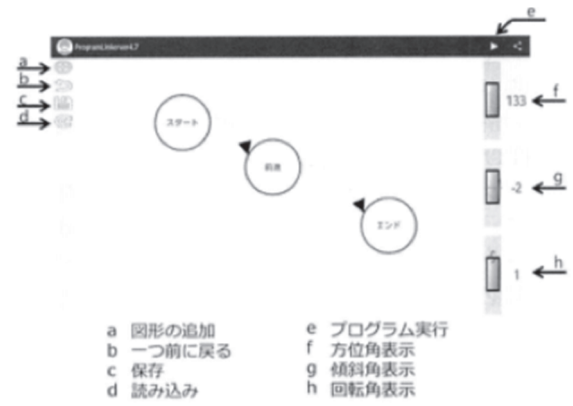 e
ProgramListener4.7
a
b
c
d
スタート
前進
エンド
133
f
-2
g
1
h
a 図形の追加
b 一つ前に戻る
c 保存
d 読み込み
e プログラム実行
f 方位角表示
g 傾斜角表示
h 回転角表示